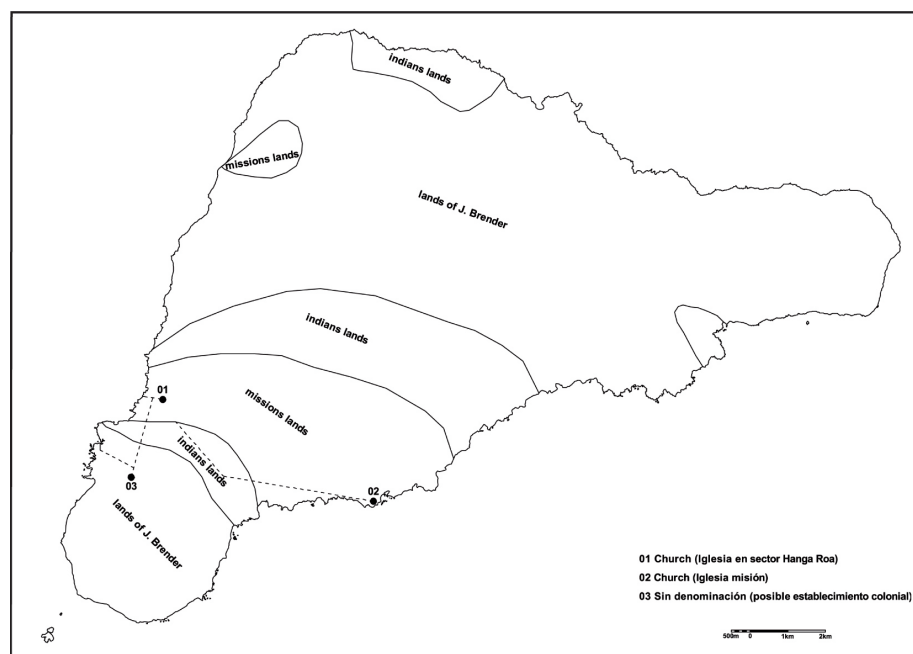 indians lands
missions lands
lands of J. Brender
indians lands
01
missions lands
indians lands
03
02
lands of J. Brender
01 Church (Iglesia en sector Hanga Roa)
02 Church (Iglesia misión)
03 Sin denominación (posible establecimiento colonial)
500m 0 1km 2km